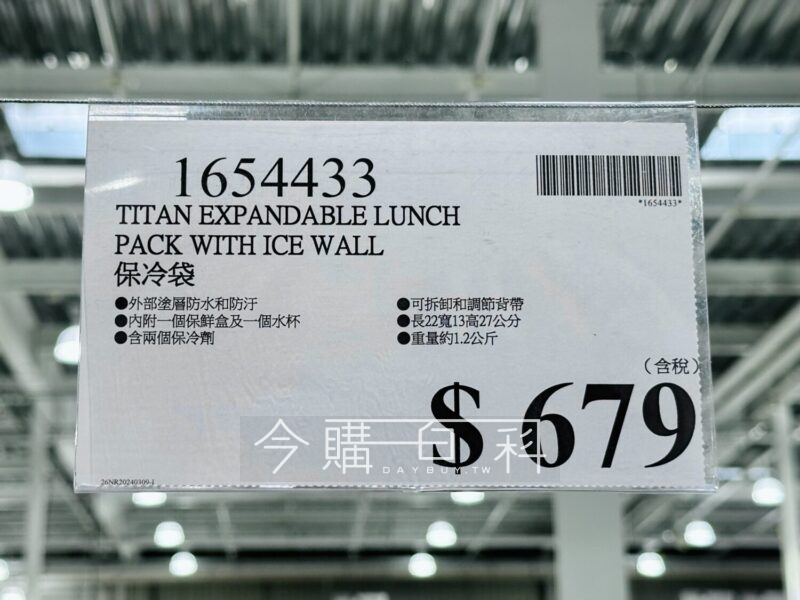 1654433
*1654433*
TITAN EXPANDABLE LUNCH
PACK WITH ICE WALL
保冷袋
●外部塗層防水和防汙
●內附一個保鮮盒及一個水杯
●含兩個保冷劑
●可拆卸和調節背帶
●長22寬13高27公分
●重量約1.2公斤
(含稅)
$ 679
今購百科
DAYBUY.TW
26NR20240309-1